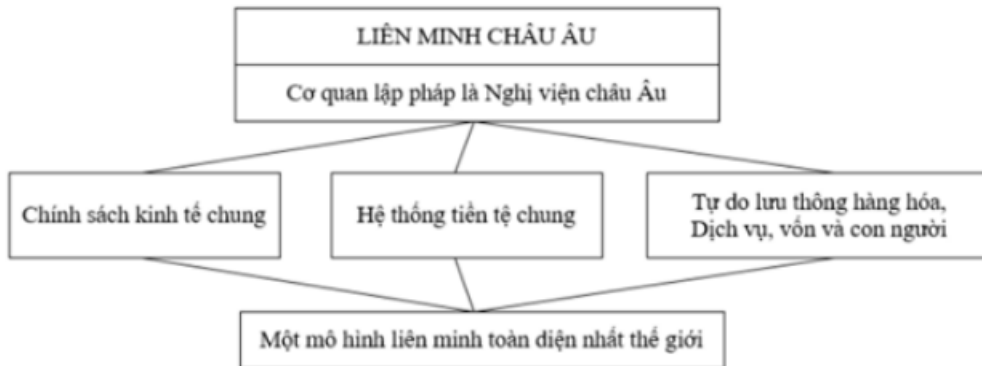 LIÊN MINH CHÂU ÂU
Cơ quan lập pháp là Nghị viện châu Âu
Chính sách kinh tế chung
Hệ thống tiền tệ chung
Tự do lưu thông hàng hóa,
Dịch vụ, vốn và con người
Một mô hình liên minh toàn diện nhất thế giới